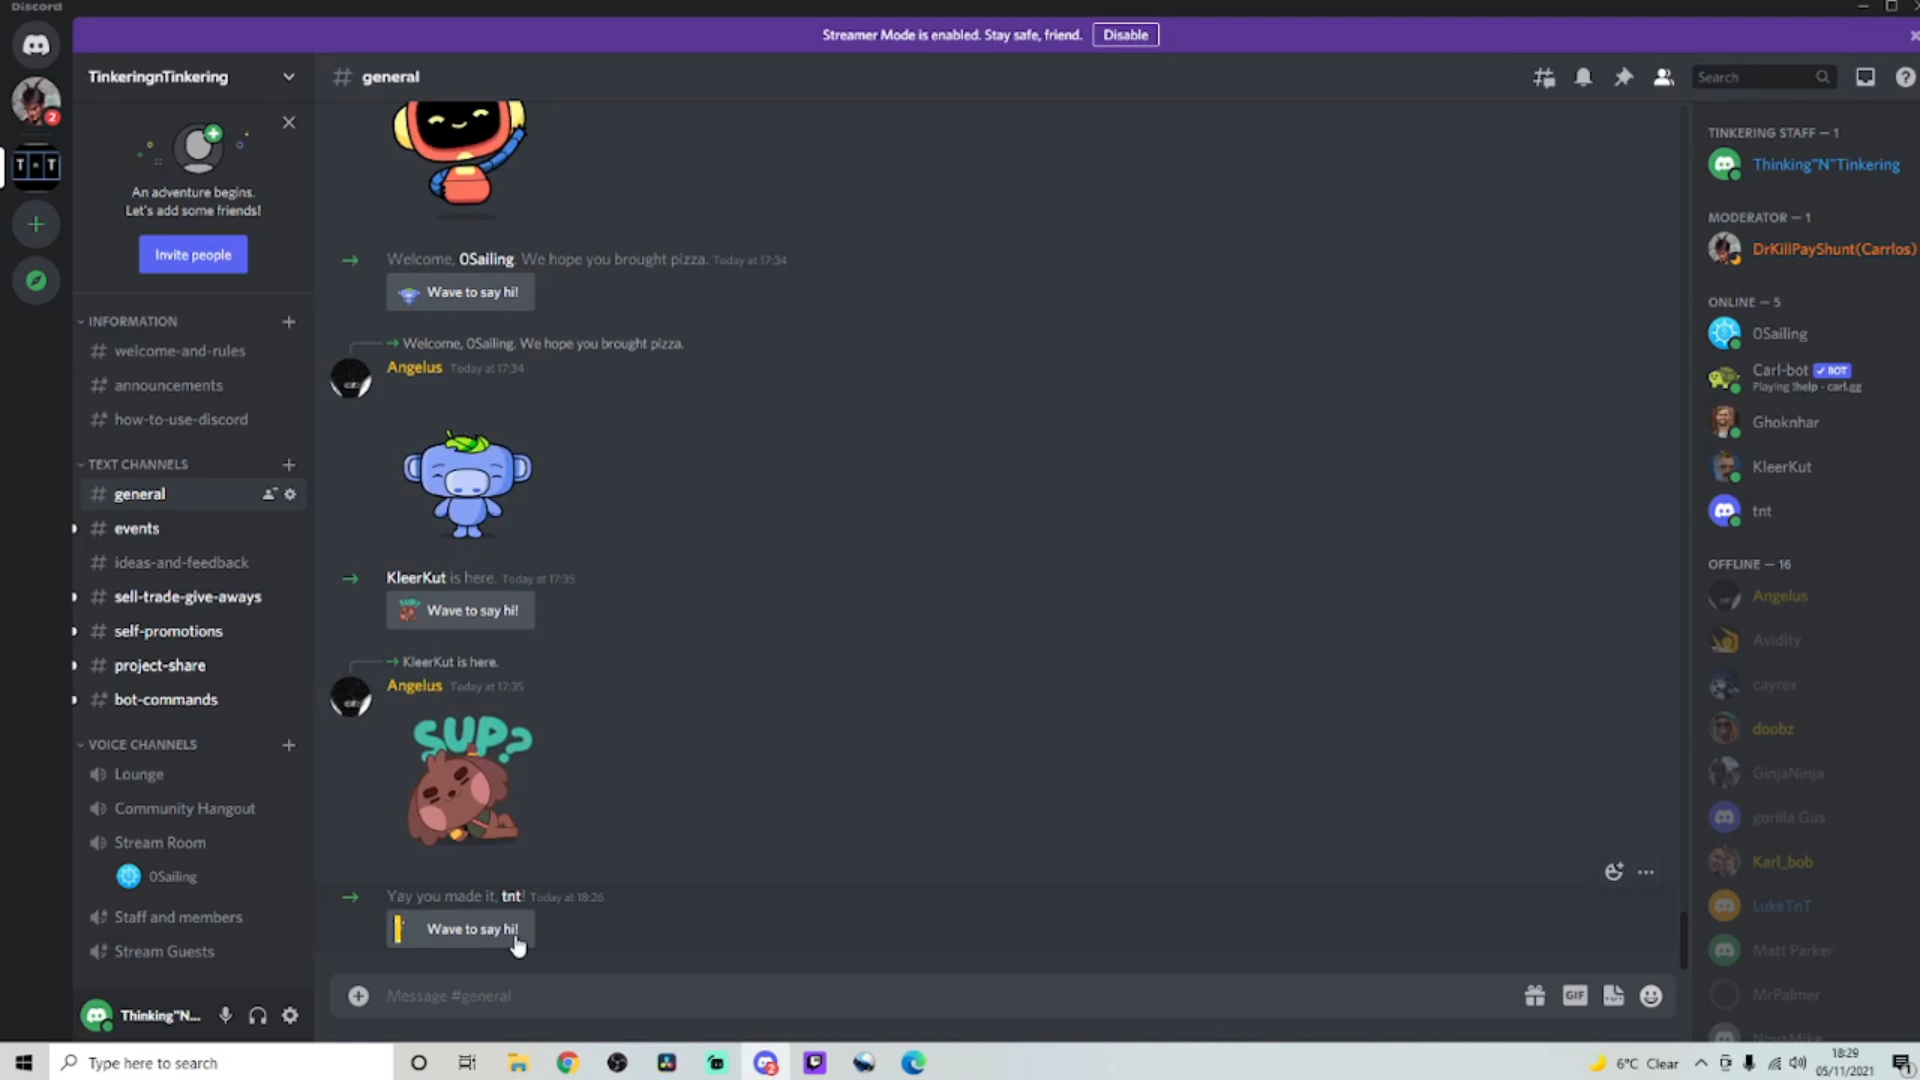 Discord
Streamer Mode is enabled. Stay safe, friend.
Disable
2
T-T
TinkeringnTinkering
An adventure begins.
Let's add some friends!
Invite people
INFORMATION
welcome-and-rules
announcements
how-to-use-discord
TEXT CHANNELS
general
events
ideas-and-feedback
sell-trade-give-aways
self-promotions
project-share
bot-commands
VOICE CHANNELS
Lounge
Community Hangout
Stream Room
0Sailing
Staff and members
Stream Guests
Thinking"N...
general
Search
Welcome, 0Sailing. We hope you brought pizza. Today at 17:34
Wave to say hi!
Welcome, 0Sailing. We hope you brought pizza.
Angelus Today at 17:34
KleerKut is here. Today at 17:35
Wave to say hi!
KleerKut is here.
Angelus Today at 17:35
SUP?
Yay you made it, tnt! Today at 18:26
Wave to say hi!
Message #general
GIF
TINKERING STAFF — 1
Thinking"N"Tinkering
MODERATOR — 1
DrKillPayShunt(Carrlos)
ONLINE — 5
0Sailing
Carl-bot BOT
Playing !help - carl.gg
Ghoknhar
KleerKut
tnt
OFFLINE — 16
Angelus
Avidity
cayrex
doobz
GinjaNinja
gorilla Gus
Karl_bob
LukeTnT
Matt Parker
MrPalmer
NovaMike
Type here to search
2
6°C Clear
18:29
05/11/2021
1